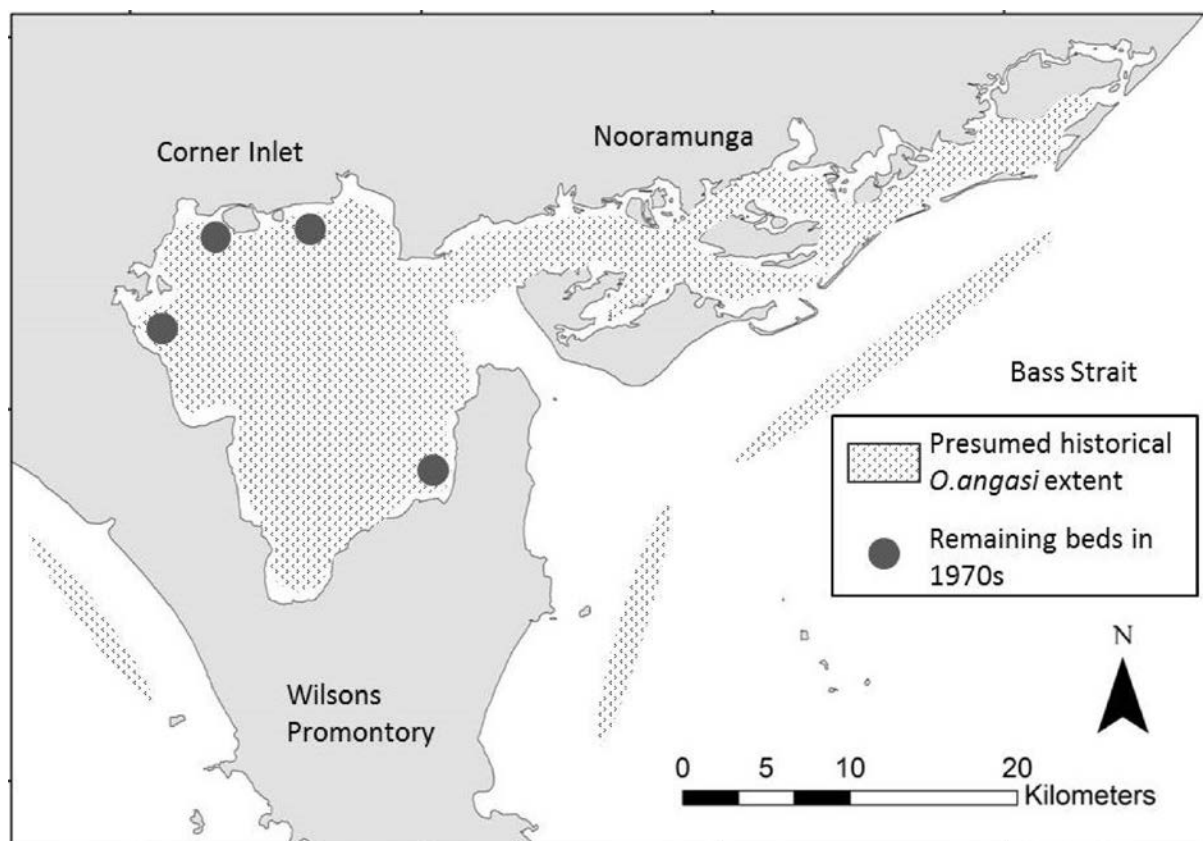 Corner Inlet
Nooramunga
Bass Strait
Presumed historical
O.angasi extent
Remaining beds in
1970s
Wilsons
Promontory
N
0 5 10 20
Kilometers